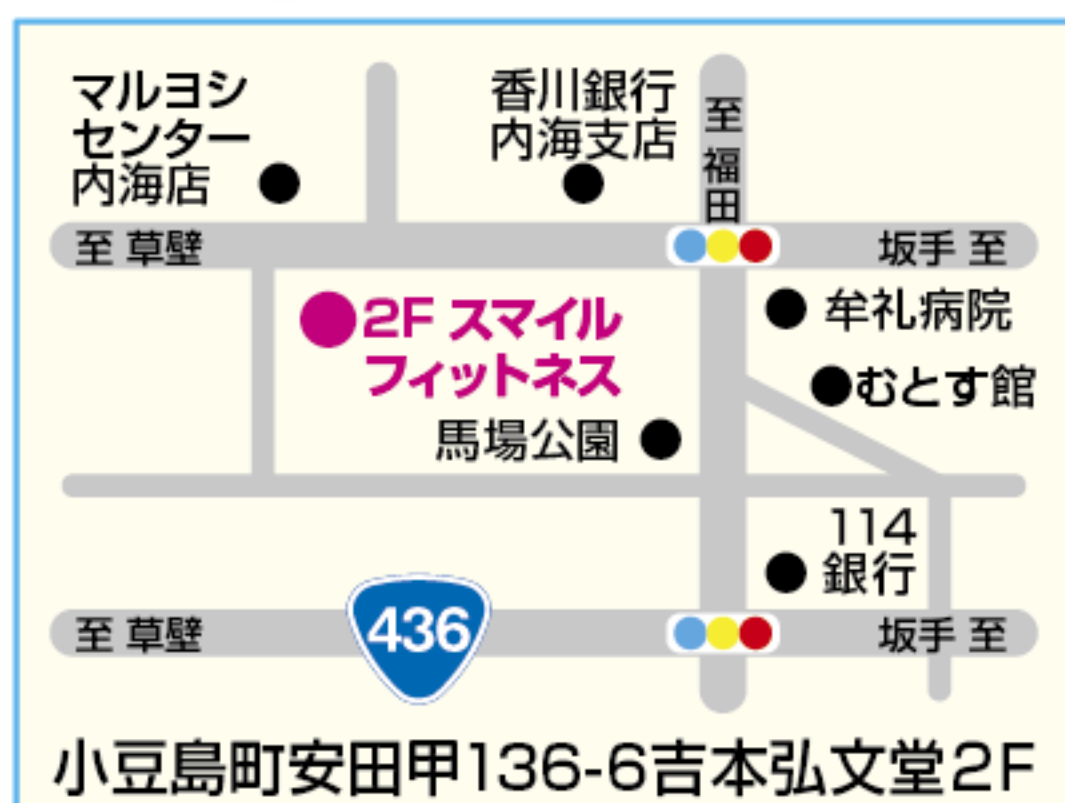 マルヨシ
センター
内海店
香川銀行
内海支店
至 福田
至 草壁
坂手 至
2F スマイル
フィットネス
牟礼病院
むとす館
馬場公園
114
銀行
至 草壁
436
坂手 至
小豆島町安田甲136-6吉本弘文堂2F